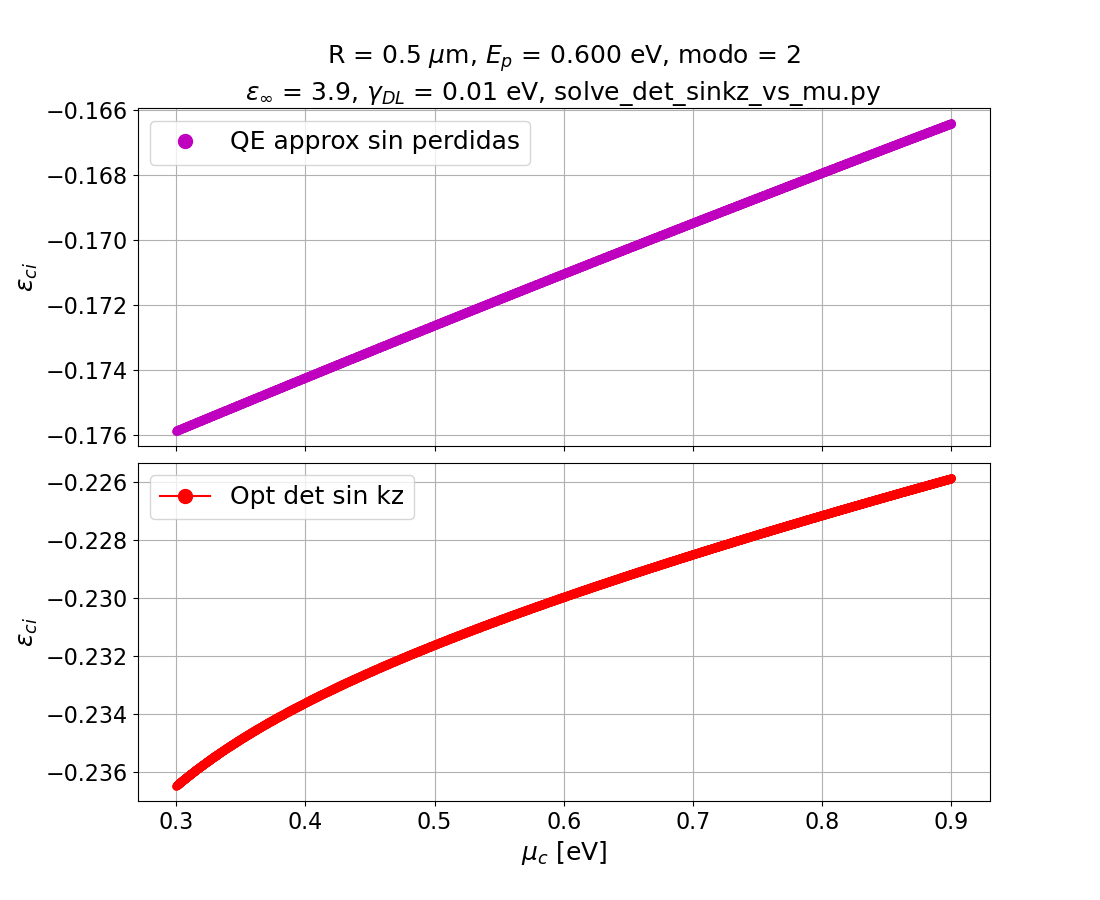 R = 0.5 μm, E_p = 0.600 eV, modo = 2
ε_∞ = 3.9, γ_DL = 0.01 eV, solve_det_sinkz_vs_mu.py
−0.166
−0.168
−0.170
−0.172
−0.174
−0.176
ε_ci
QE approx sin perdidas
−0.226
−0.228
−0.230
−0.232
−0.234
−0.236
ε_ci
Opt det sin kz
0.3 0.4 0.5 0.6 0.7 0.8 0.9
μ_c [eV]